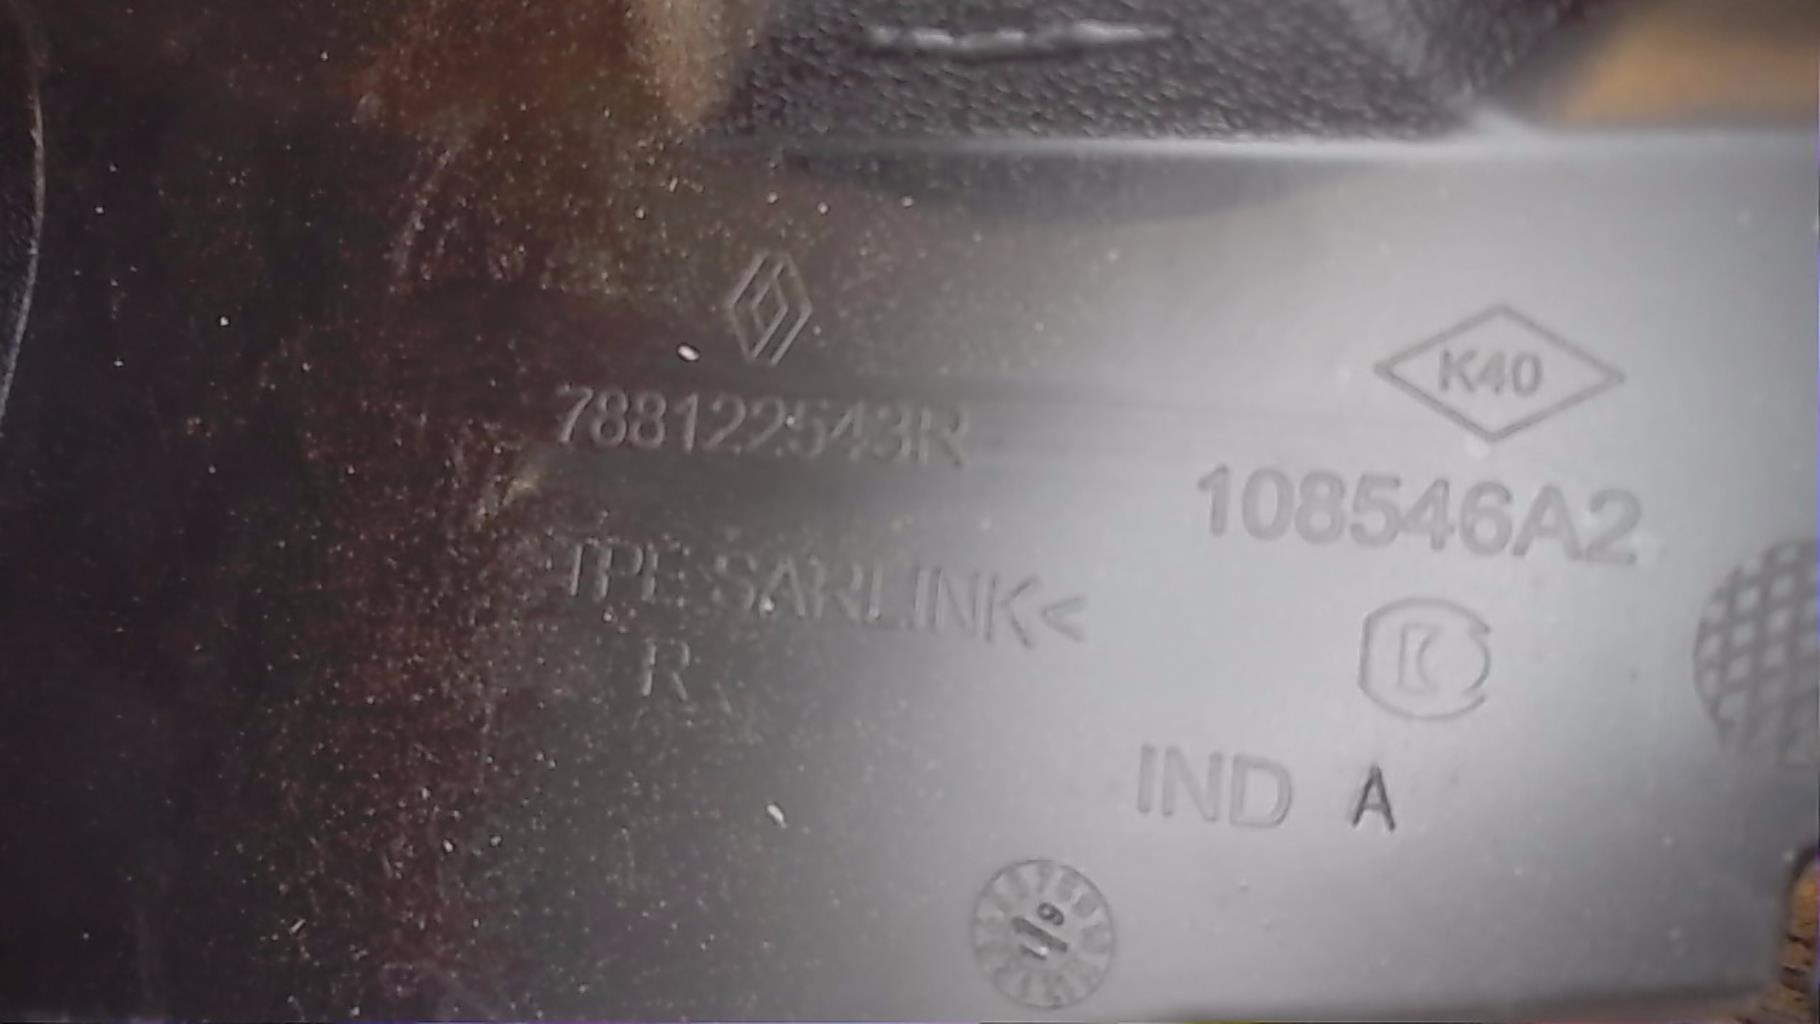 788122543R
K40
108546A2
TPE SARLINK<
R
IND A